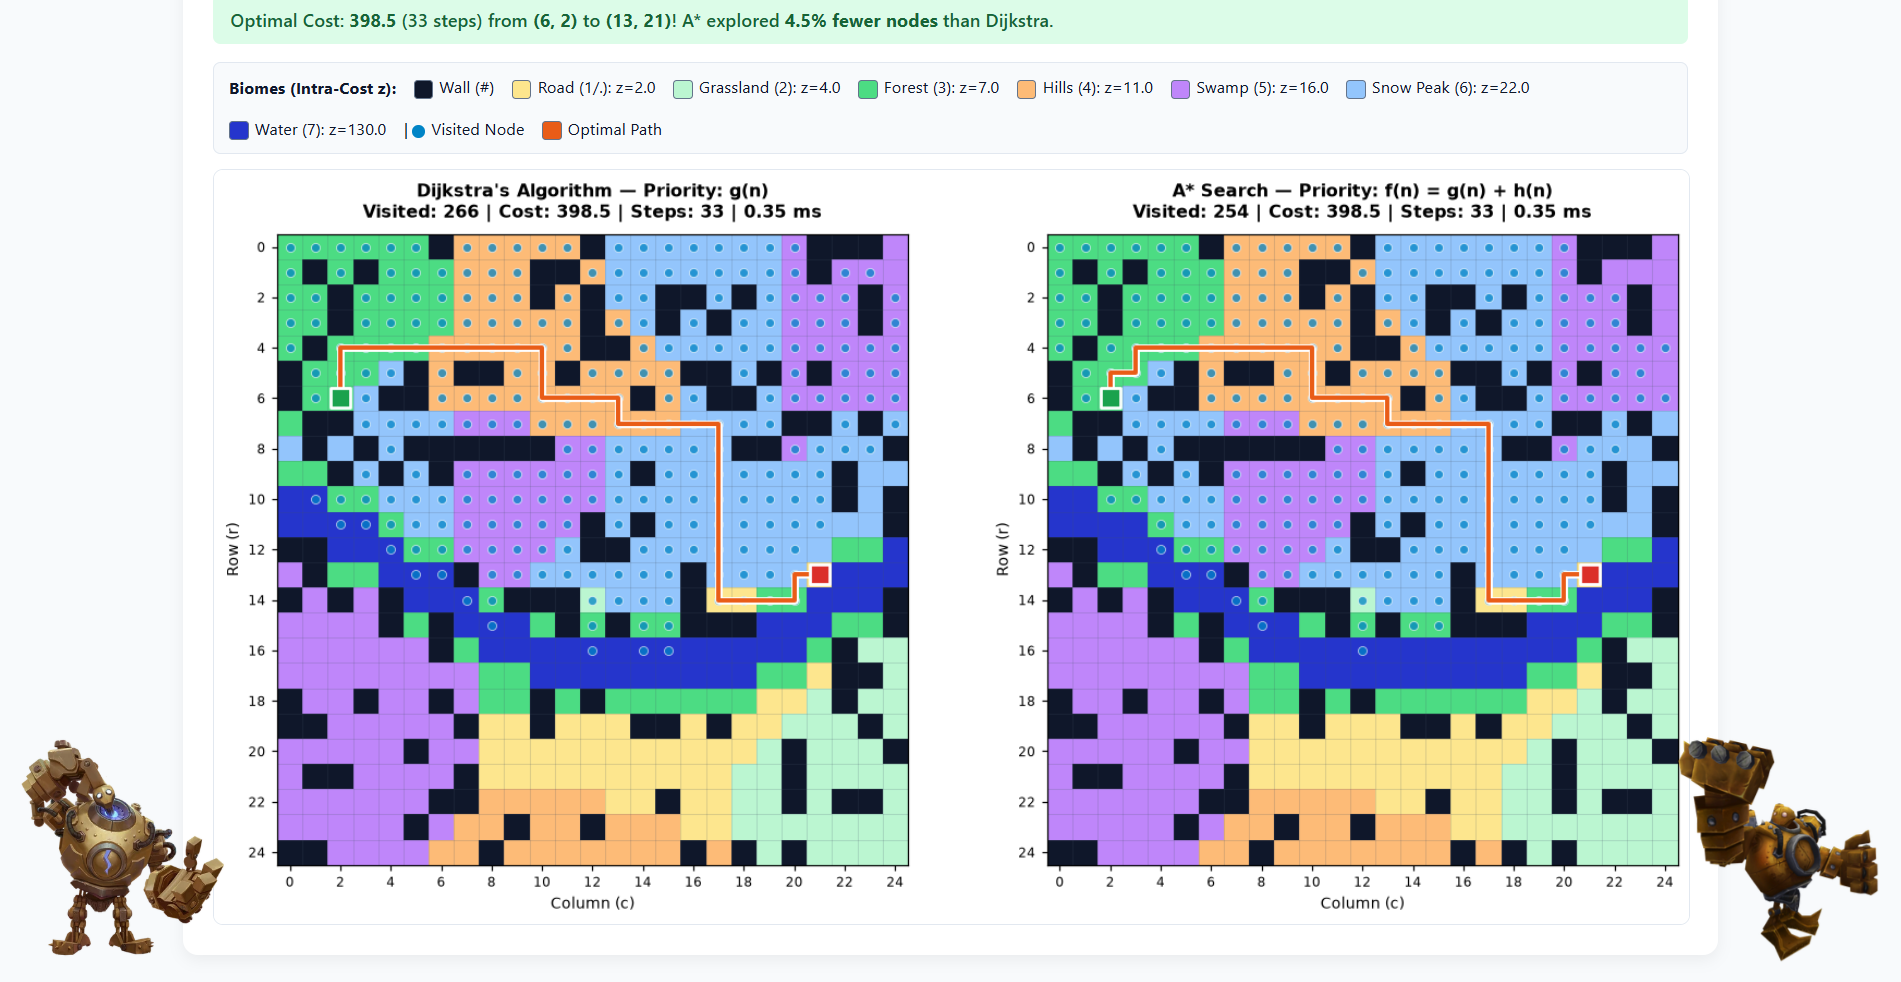 Optimal Cost: 398.5 (33 steps) from (6, 2) to (13, 21)! A* explored 4.5% fewer nodes than Dijkstra.
Biomes (Intra-Cost z): Wall (#) Road (1/.): z=2.0 Grassland (2): z=4.0 Forest (3): z=7.0 Hills (4): z=11.0 Swamp (5): z=16.0 Snow Peak (6): z=22.0
Water (7): z=130.0 | Visited Node Optimal Path
Dijkstra's Algorithm — Priority: g(n)
Visited: 266 | Cost: 398.5 | Steps: 33 | 0.35 ms
0
2
4
6
8
10
12
14
16
18
20
22
24
Row (r)
0 2 4 6 8 10 12 14 16 18 20 22 24
Column (c)
A* Search — Priority: f(n) = g(n) + h(n)
Visited: 254 | Cost: 398.5 | Steps: 33 | 0.35 ms
0
2
4
6
8
10
12
14
16
18
20
22
24
Row (r)
0 2 4 6 8 10 12 14 16 18 20 22 24
Column (c)